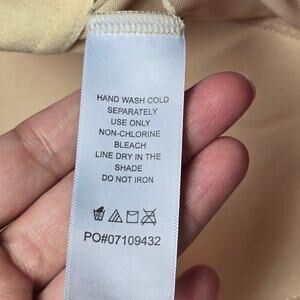 HAND WASH COLD
SEPARATELY
USE ONLY
NON-CHLORINE
BLEACH
LINE DRY IN THE
SHADE
DO NOT IRON
PO#07109432